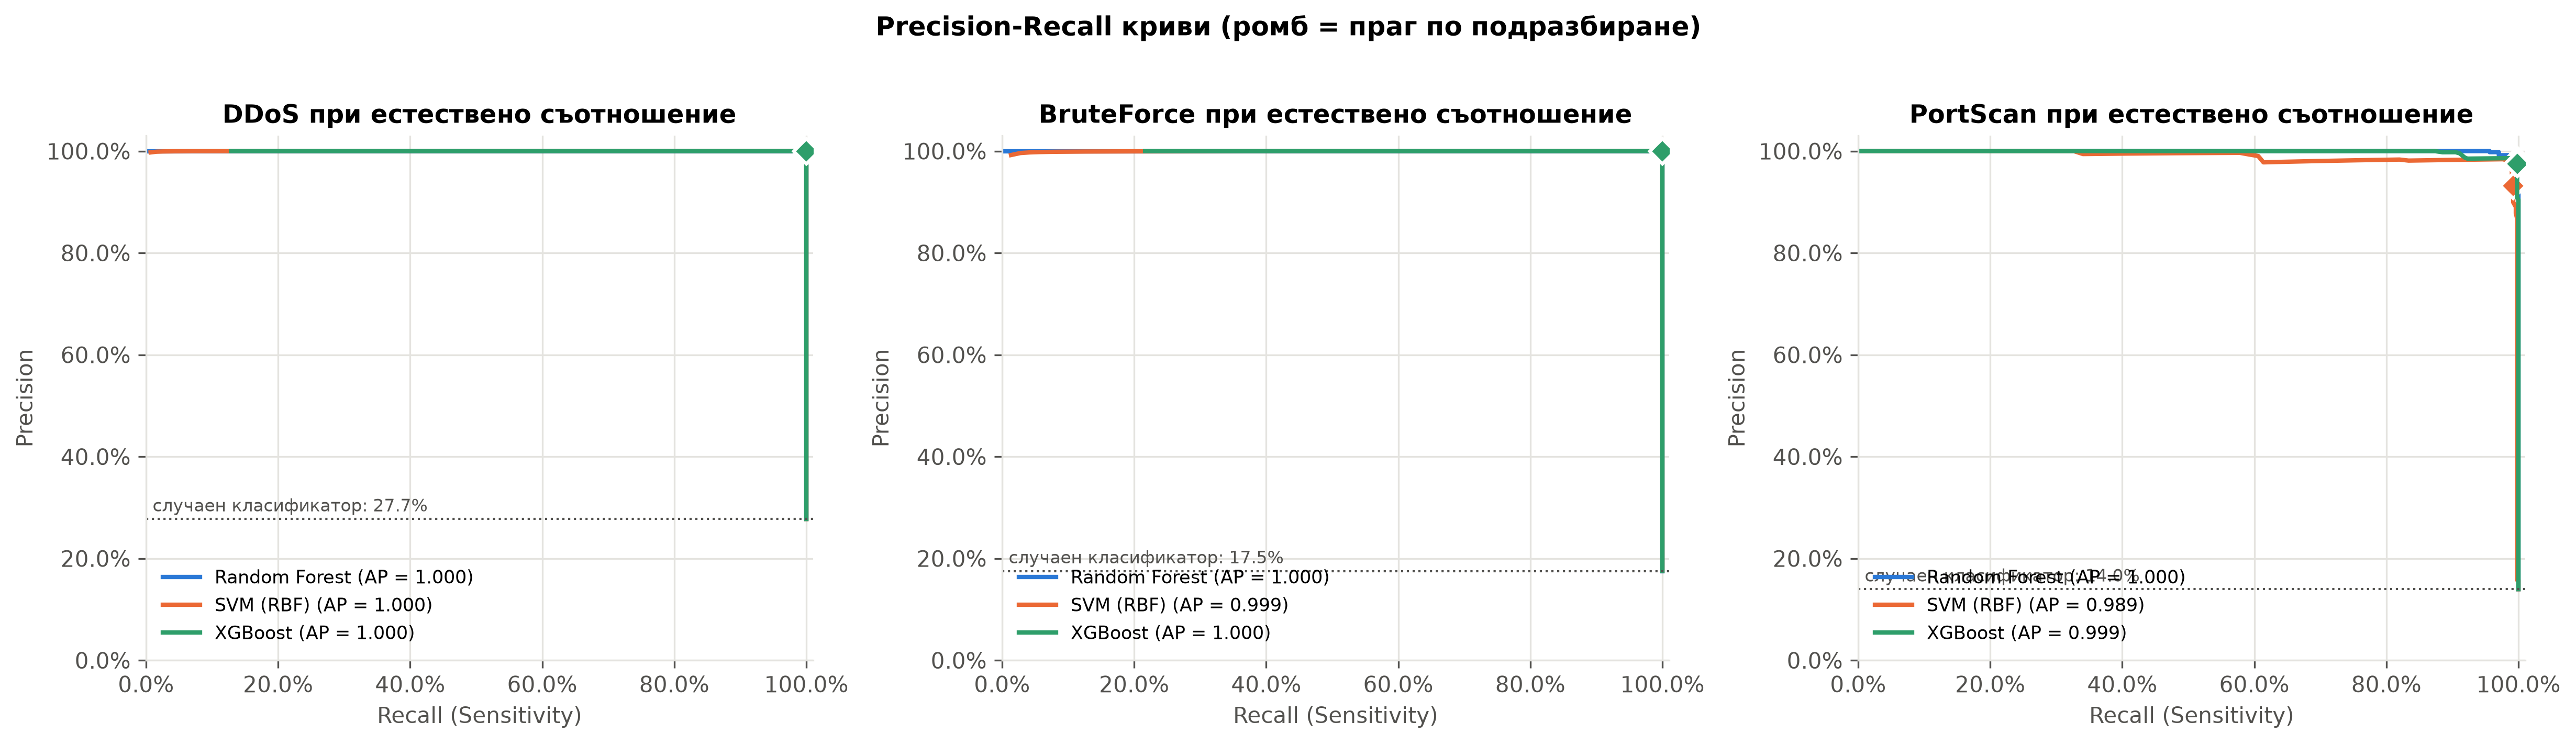 Precision-Recall криви (ромб = праг по подразбиране)
DDoS при естествено съотношение
100.0%
80.0%
60.0%
40.0%
20.0%
0.0%
Precision
случаен класификатор: 27.7%
Random Forest (AP = 1.000)
SVM (RBF) (AP = 1.000)
XGBoost (AP = 1.000)
0.0% 20.0% 40.0% 60.0% 80.0% 100.0%
Recall (Sensitivity)
BruteForce при естествено съотношение
100.0%
80.0%
60.0%
40.0%
20.0%
0.0%
Precision
случаен класификатор: 17.5%
Random Forest (AP = 1.000)
SVM (RBF) (AP = 0.999)
XGBoost (AP = 1.000)
0.0% 20.0% 40.0% 60.0% 80.0% 100.0%
Recall (Sensitivity)
PortScan при естествено съотношение
100.0%
80.0%
60.0%
40.0%
20.0%
0.0%
Precision
случаен класификатор: 14.0%
Random Forest (AP = 1.000)
SVM (RBF) (AP = 0.989)
XGBoost (AP = 0.999)
0.0% 20.0% 40.0% 60.0% 80.0% 100.0%
Recall (Sensitivity)